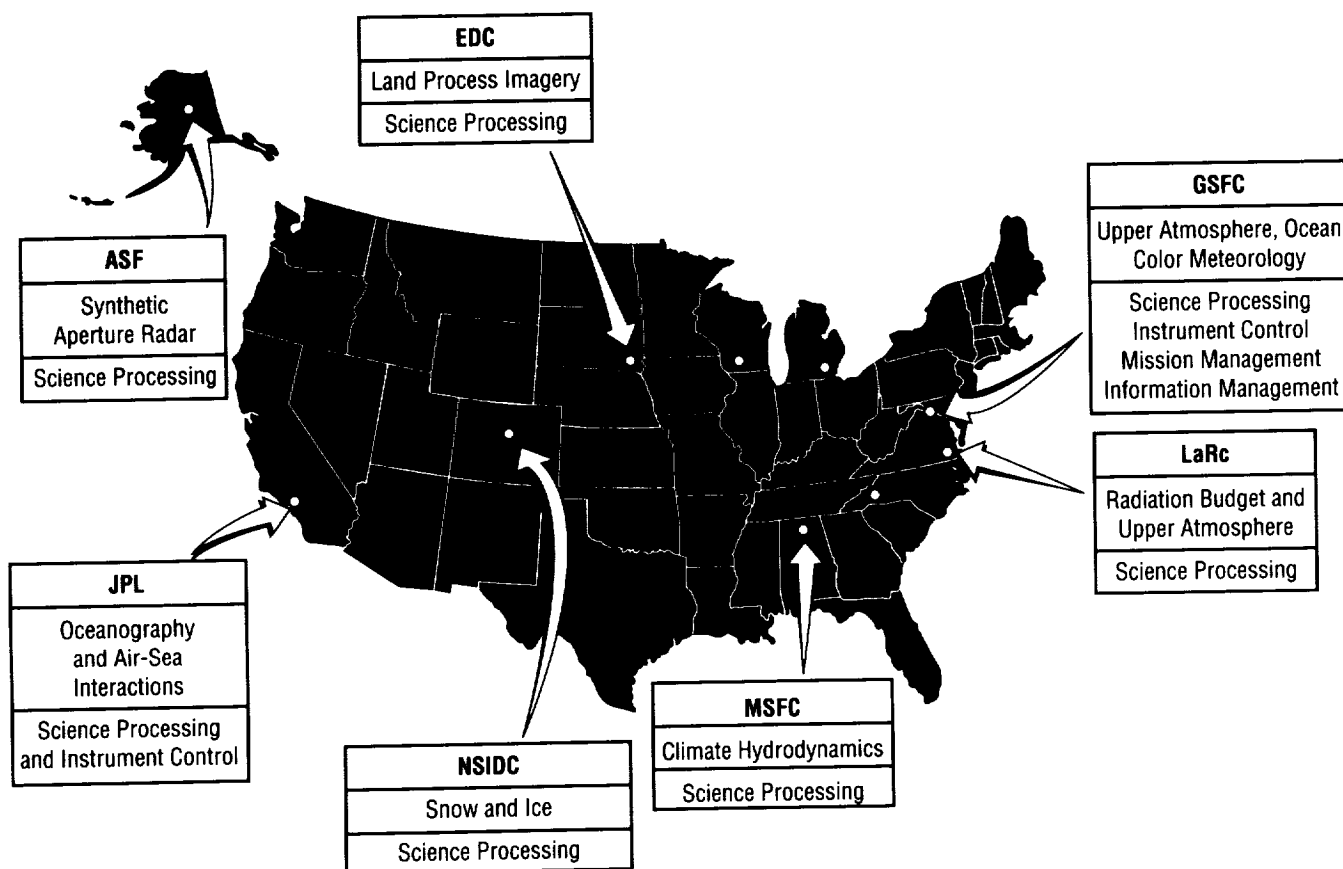 EDC
Land Process Imagery
Science Processing
GSFC
Upper Atmosphere, Ocean
Color Meteorology
Science Processing
Instrument Control
Mission Management
Information Management
ASF
Synthetic
Aperture Radar
Science Processing
LaRc
Radiation Budget and
Upper Atmosphere
Science Processing
JPL
Oceanography
and Air-Sea
Interactions
Science Processing
and Instrument Control
MSFC
Climate Hydrodynamics
Science Processing
NSIDC
Snow and Ice
Science Processing